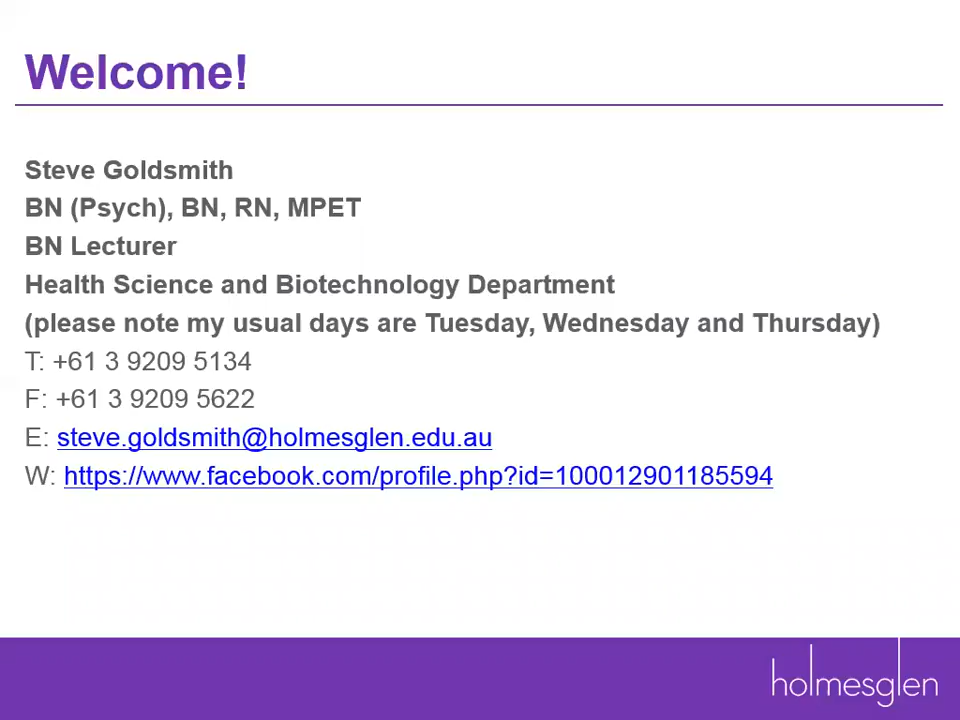 Welcome!
Steve Goldsmith
BN (Psych), BN, RN, MPET
BN Lecturer
Health Science and Biotechnology Department
(please note my usual days are Tuesday, Wednesday and Thursday)
T: +61 3 9209 5134
F: +61 3 9209 5622
E: steve.goldsmith@holmesglen.edu.au
W: https://www.facebook.com/profile.php?id=100012901185594
holmesglen